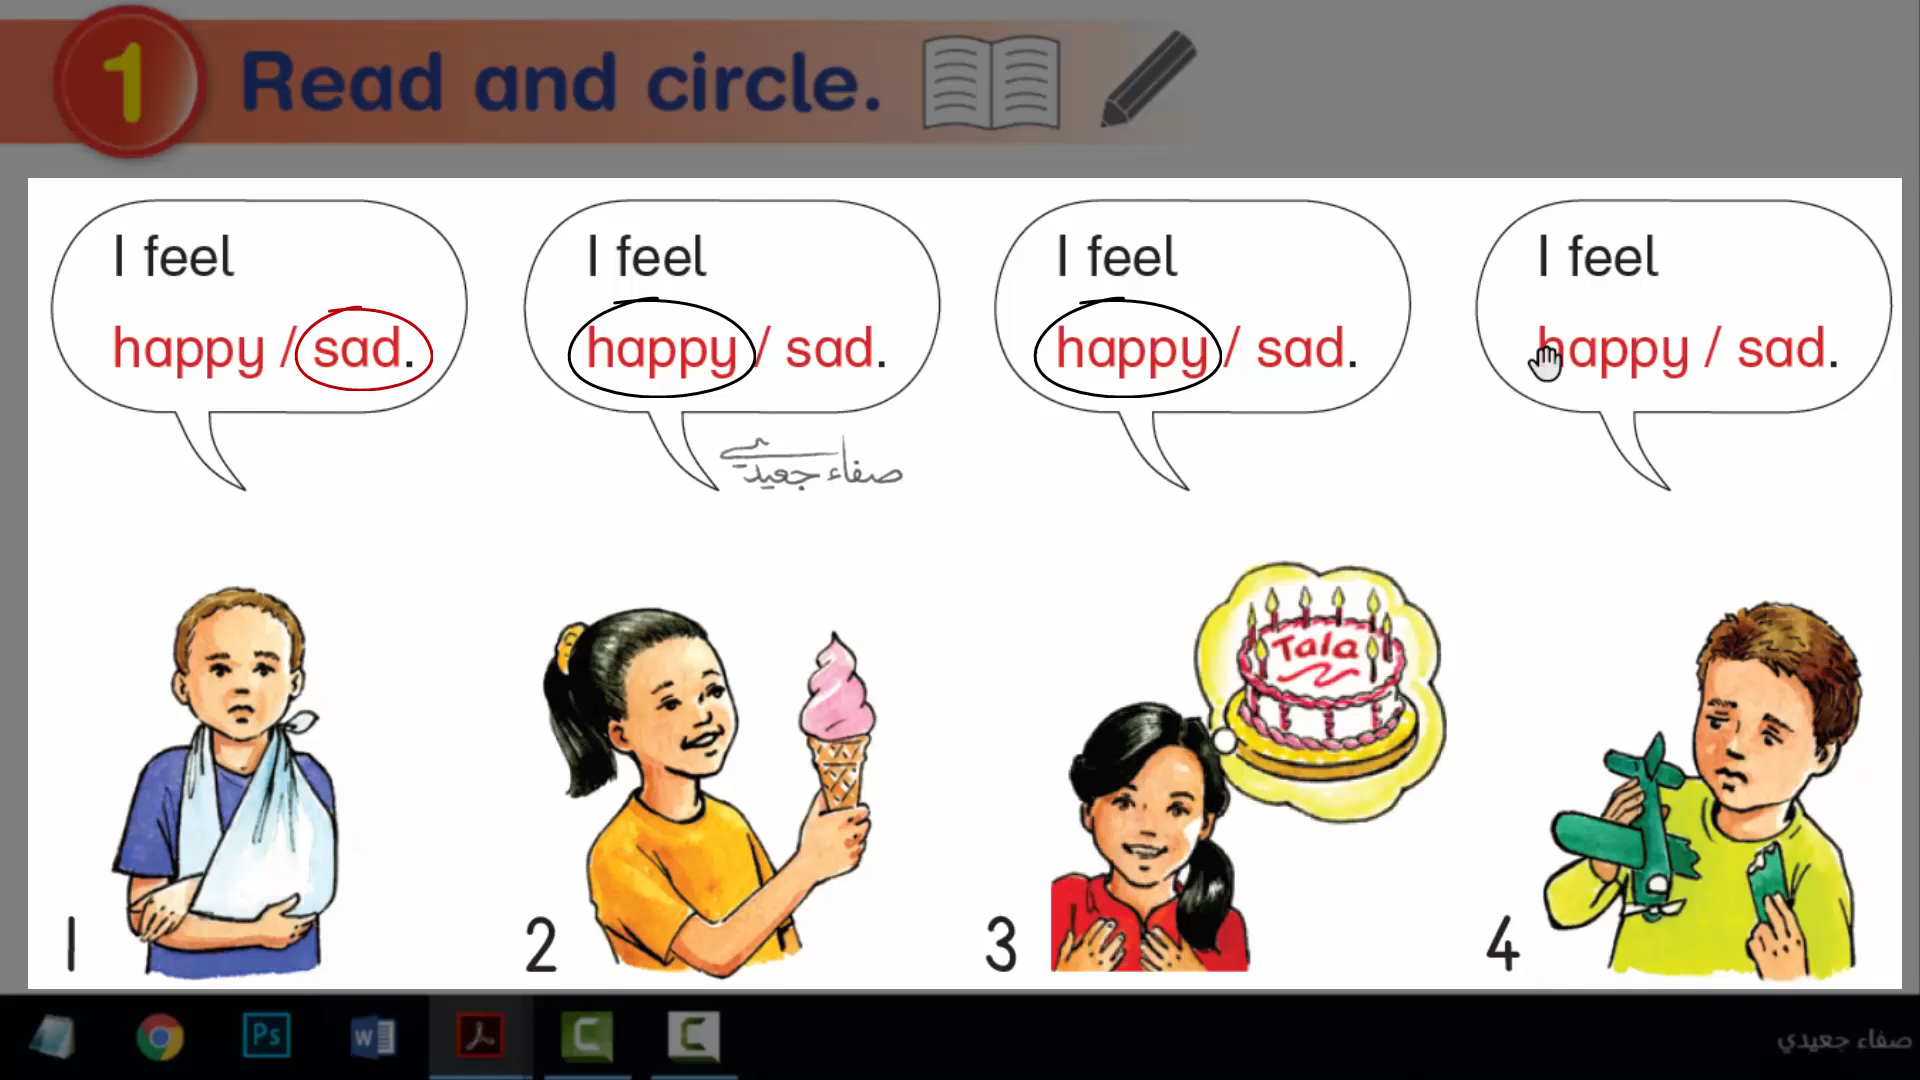 1 Read and circle.
I feel
happy / sad.
I feel
happy / sad.
I feel
happy / sad.
I feel
happy / sad.
صفاء جعيدي
Tala
1
2
3
4
Ps
W
صفاء جعيدي